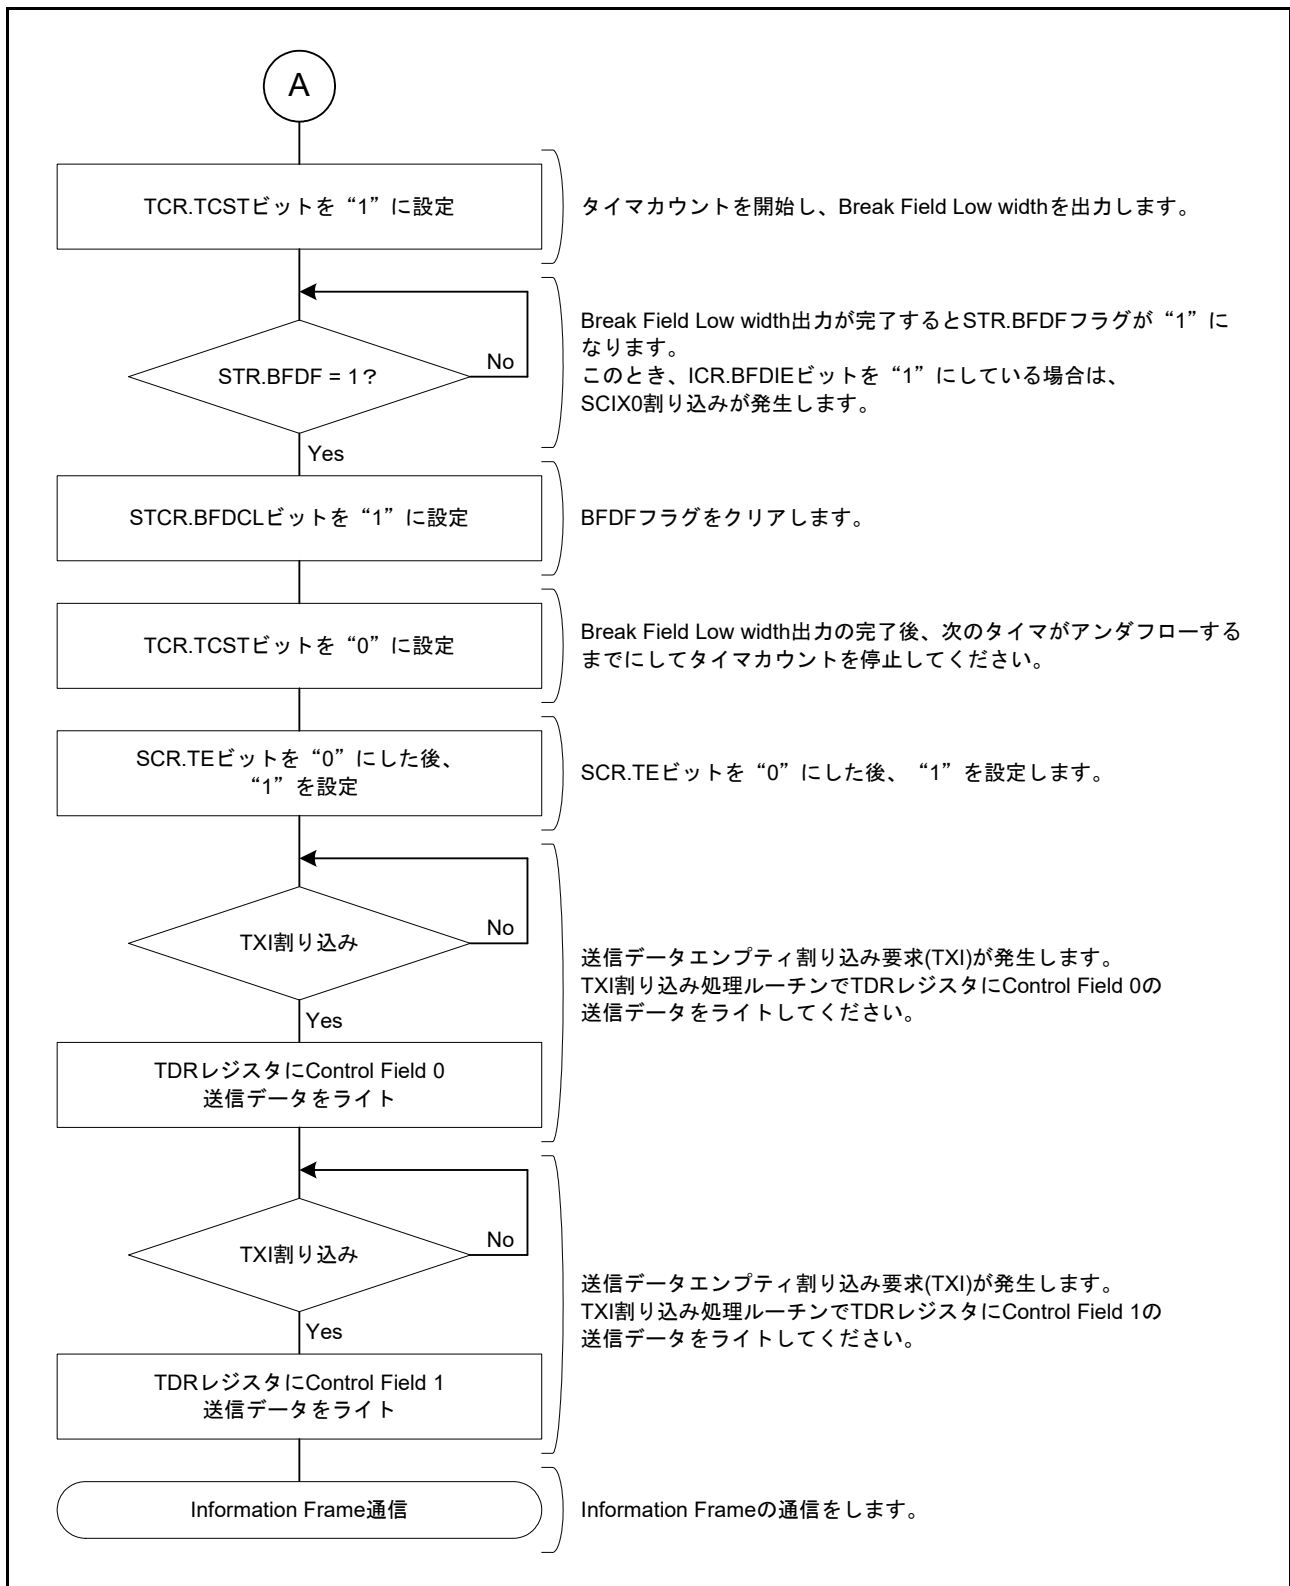 A
TCR.TCSTビットを“1”に設定
タイマカウントを開始し、Break Field Low widthを出力します。
Break Field Low width出力が完了するとSTR.BFDFフラグが“1”に
なります。
このとき、ICR.BFDIEビットを“1”にしている場合は、
SCIX0割り込みが発生します。
STR.BFDF = 1?
No
Yes
STCR.BFDCLビットを“1”に設定
BFDFフラグをクリアします。
TCR.TCSTビットを“0”に設定
Break Field Low width出力の完了後、次のタイマがアンダフローする
までにしてタイマカウントを停止してください。
SCR.TEビットを“0”にした後、
“1”を設定
SCR.TEビットを“0”にした後、“1”を設定します。
TXI割り込み
No
Yes
送信データエンプティ割り込み要求(TXI)が発生します。
TXI割り込み処理ルーチンでTDRレジスタにControl Field 0の
送信データをライトしてください。
TDRレジスタにControl Field 0
送信データをライト
TXI割り込み
No
Yes
送信データエンプティ割り込み要求(TXI)が発生します。
TXI割り込み処理ルーチンでTDRレジスタにControl Field 1の
送信データをライトしてください。
TDRレジスタにControl Field 1
送信データをライト
Information Frame通信
Information Frameの通信をします。